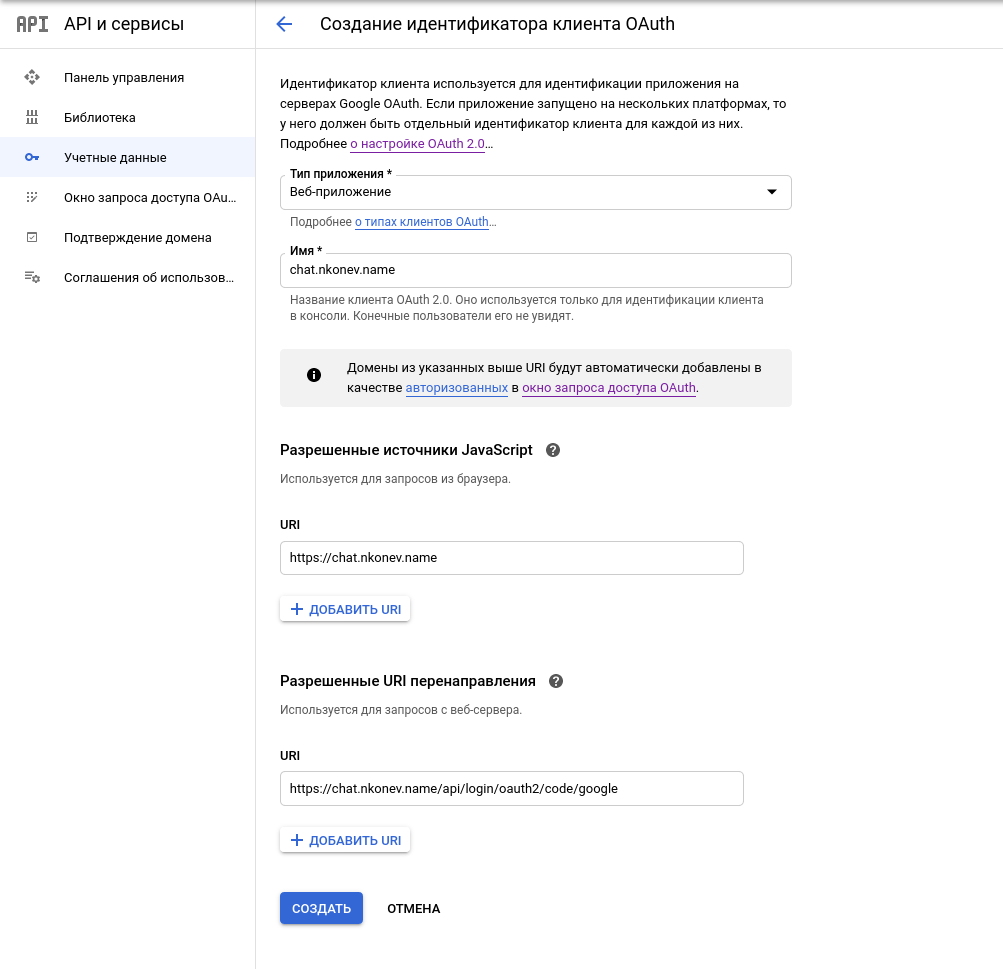 API API и сервисы
Панель управления
Библиотека
Учетные данные
Окно запроса доступа OAu...
Подтверждение домена
Соглашения об использов...
Создание идентификатора клиента OAuth
Идентификатор клиента используется для идентификации приложения на
серверах Google OAuth. Если приложение запущено на нескольких платформах, то
у него должен быть отдельный идентификатор клиента для каждой из них.
Подробнее о настройке OAuth 2.0...
Тип приложения *
Веб-приложение
Подробнее о типах клиентов OAuth...
Имя *
chat.nkonev.name
Название клиента OAuth 2.0. Оно используется только для идентификации клиента
в консоли. Конечные пользователи его не увидят.
Домены из указанных выше URI будут автоматически добавлены в
качестве авторизованных в окно запроса доступа OAuth.
Разрешенные источники JavaScript
Используется для запросов из браузера.
URI
https://chat.nkonev.name
+ ДОБАВИТЬ URI
Разрешенные URI перенаправления
Используется для запросов с веб-сервера.
URI
https://chat.nkonev.name/api/login/oauth2/code/google
+ ДОБАВИТЬ URI
СОЗДАТЬ ОТМЕНА